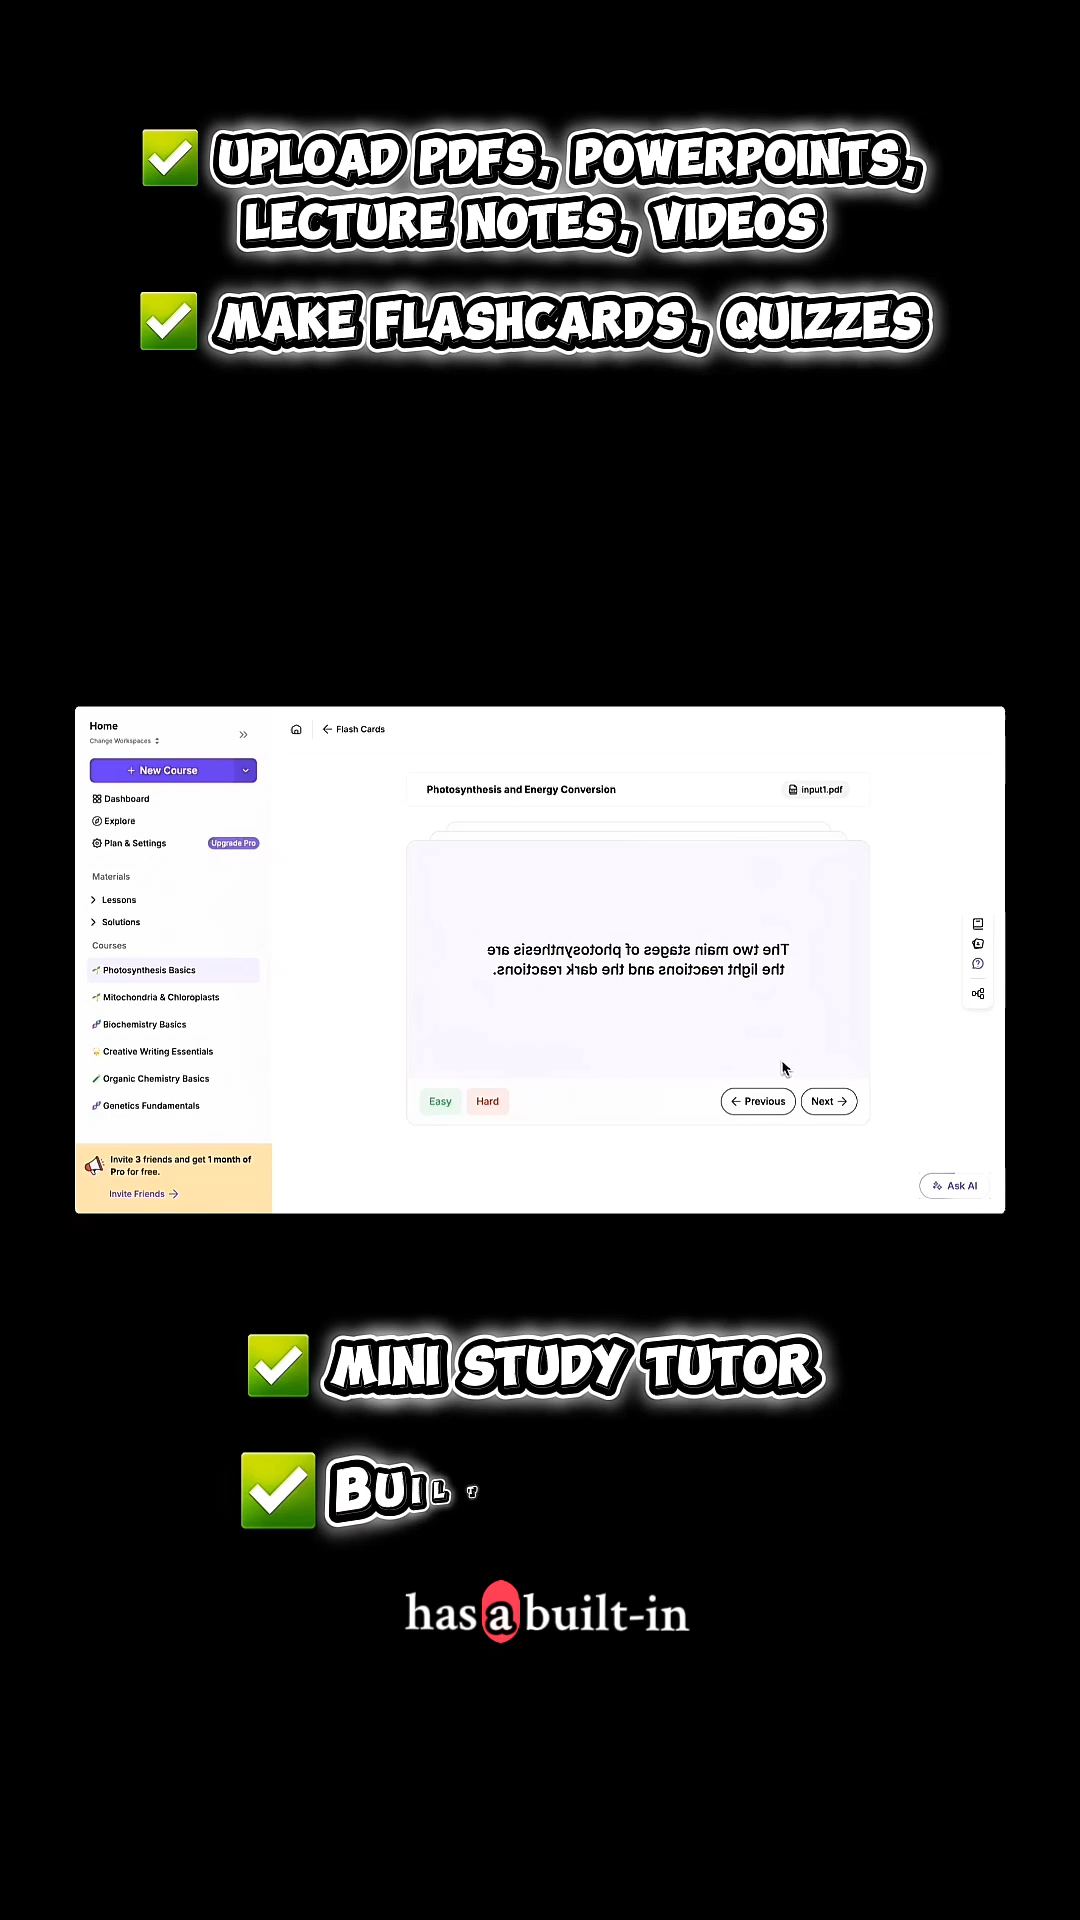 ✅ UPLOAD PDFS, POWERPOINTS,
LECTURE NOTES, VIDEOS
✅ MAKE FLASHCARDS, QUIZZES
Home
Change Workspaces
+ New Course
Dashboard
Explore
Plan & Settings
Upgrade Pro
Materials
Lessons
Solutions
Courses
Photosynthesis Basics
Mitochondria & Chloroplasts
Biochemistry Basics
Creative Writing Essentials
Organic Chemistry Basics
Genetics Fundamentals
Invite 3 friends and get 1 month of
Pro for free.
Invite Friends →
← Flash Cards
Photosynthesis and Energy Conversion
input1.pdf
The two main stages of photosynthesis are
the light reactions and the dark reactions.
Easy
Hard
← Previous
Next →
Ask AI
✅ MINI STUDY TUTOR
✅ BUILT
has a built-in